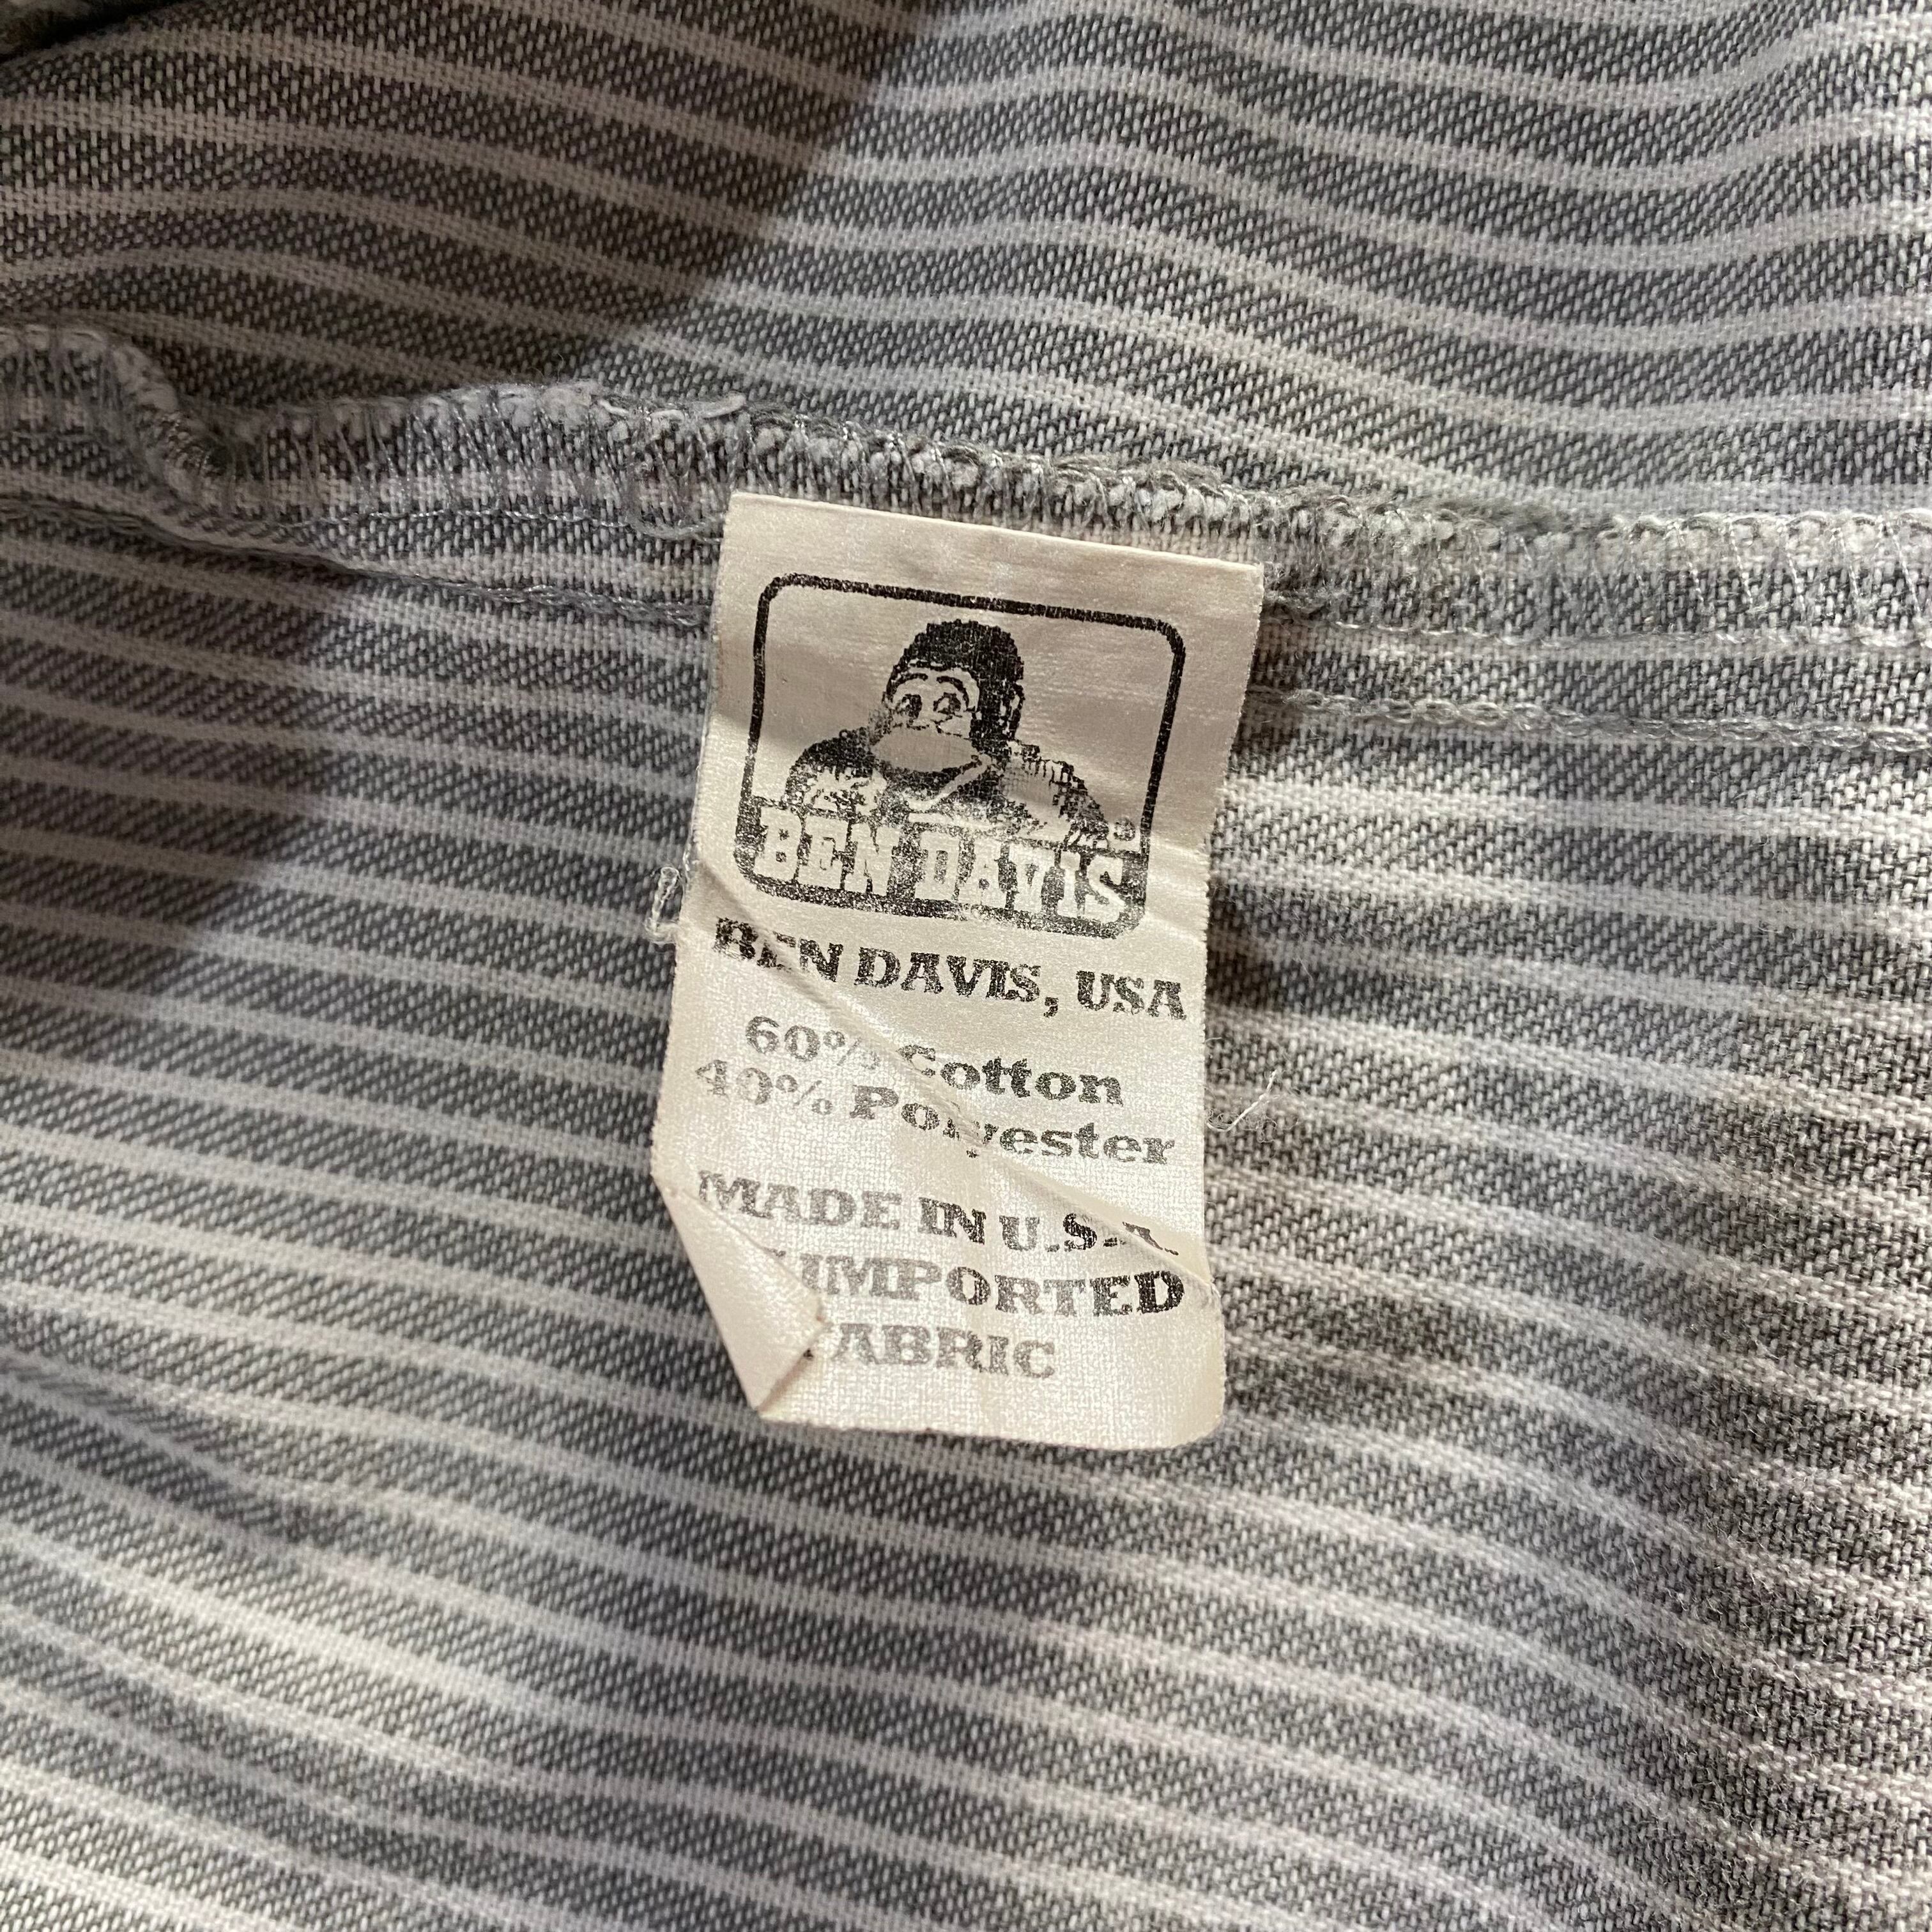 BEN DAVIS
BEN DAVIS, USA
60% Cotton
40% Polyester
MADE IN U.S.A.
IMPORTED
FABRIC